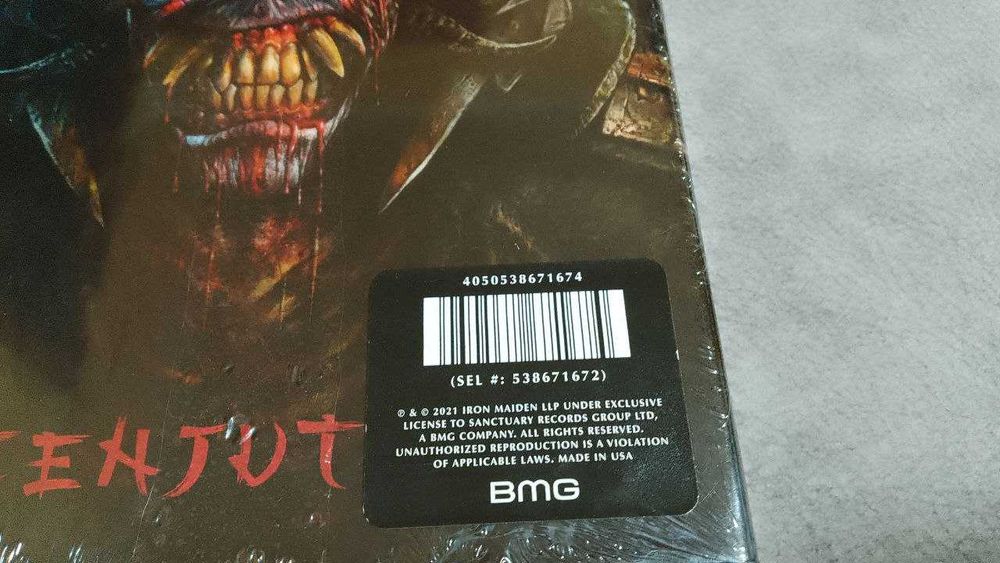 4050538671674
(SEL #: 538671672)
℗ & © 2021 IRON MAIDEN LLP UNDER EXCLUSIVE
LICENSE TO SANCTUARY RECORDS GROUP LTD,
A BMG COMPANY. ALL RIGHTS RESERVED.
UNAUTHORIZED REPRODUCTION IS A VIOLATION
OF APPLICABLE LAWS. MADE IN USA
BMG
ENJUT